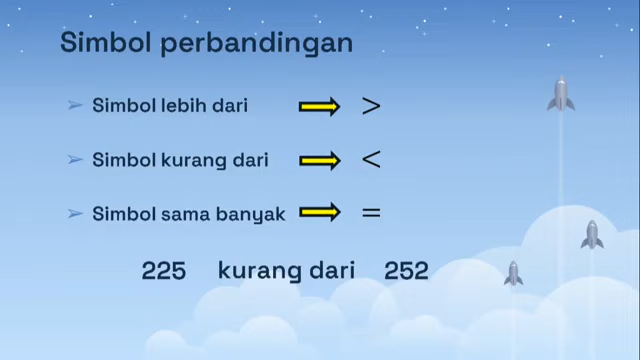 Simbol perbandingan
➢ Simbol lebih dari >
➢ Simbol kurang dari <
➢ Simbol sama banyak =
225 kurang dari 252